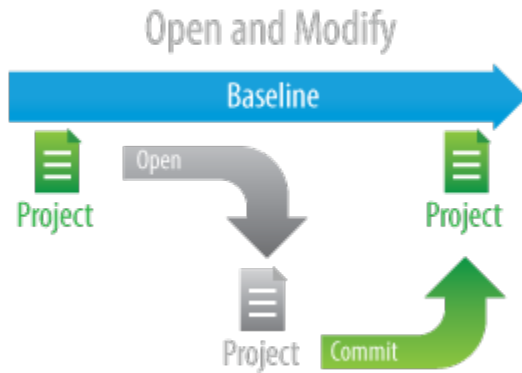 Open and Modify
Baseline
Project
Open
Project
Project
Commit